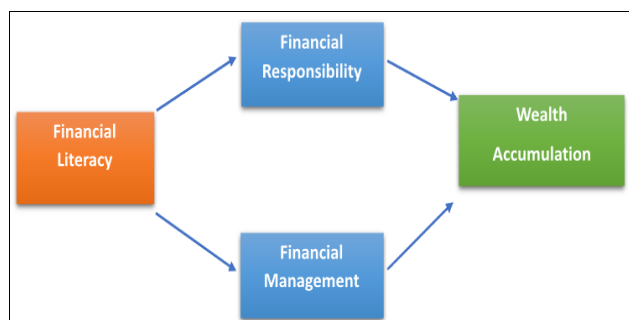 Financial
Responsibility
Financial
Literacy
Wealth
Accumulation
Financial
Management